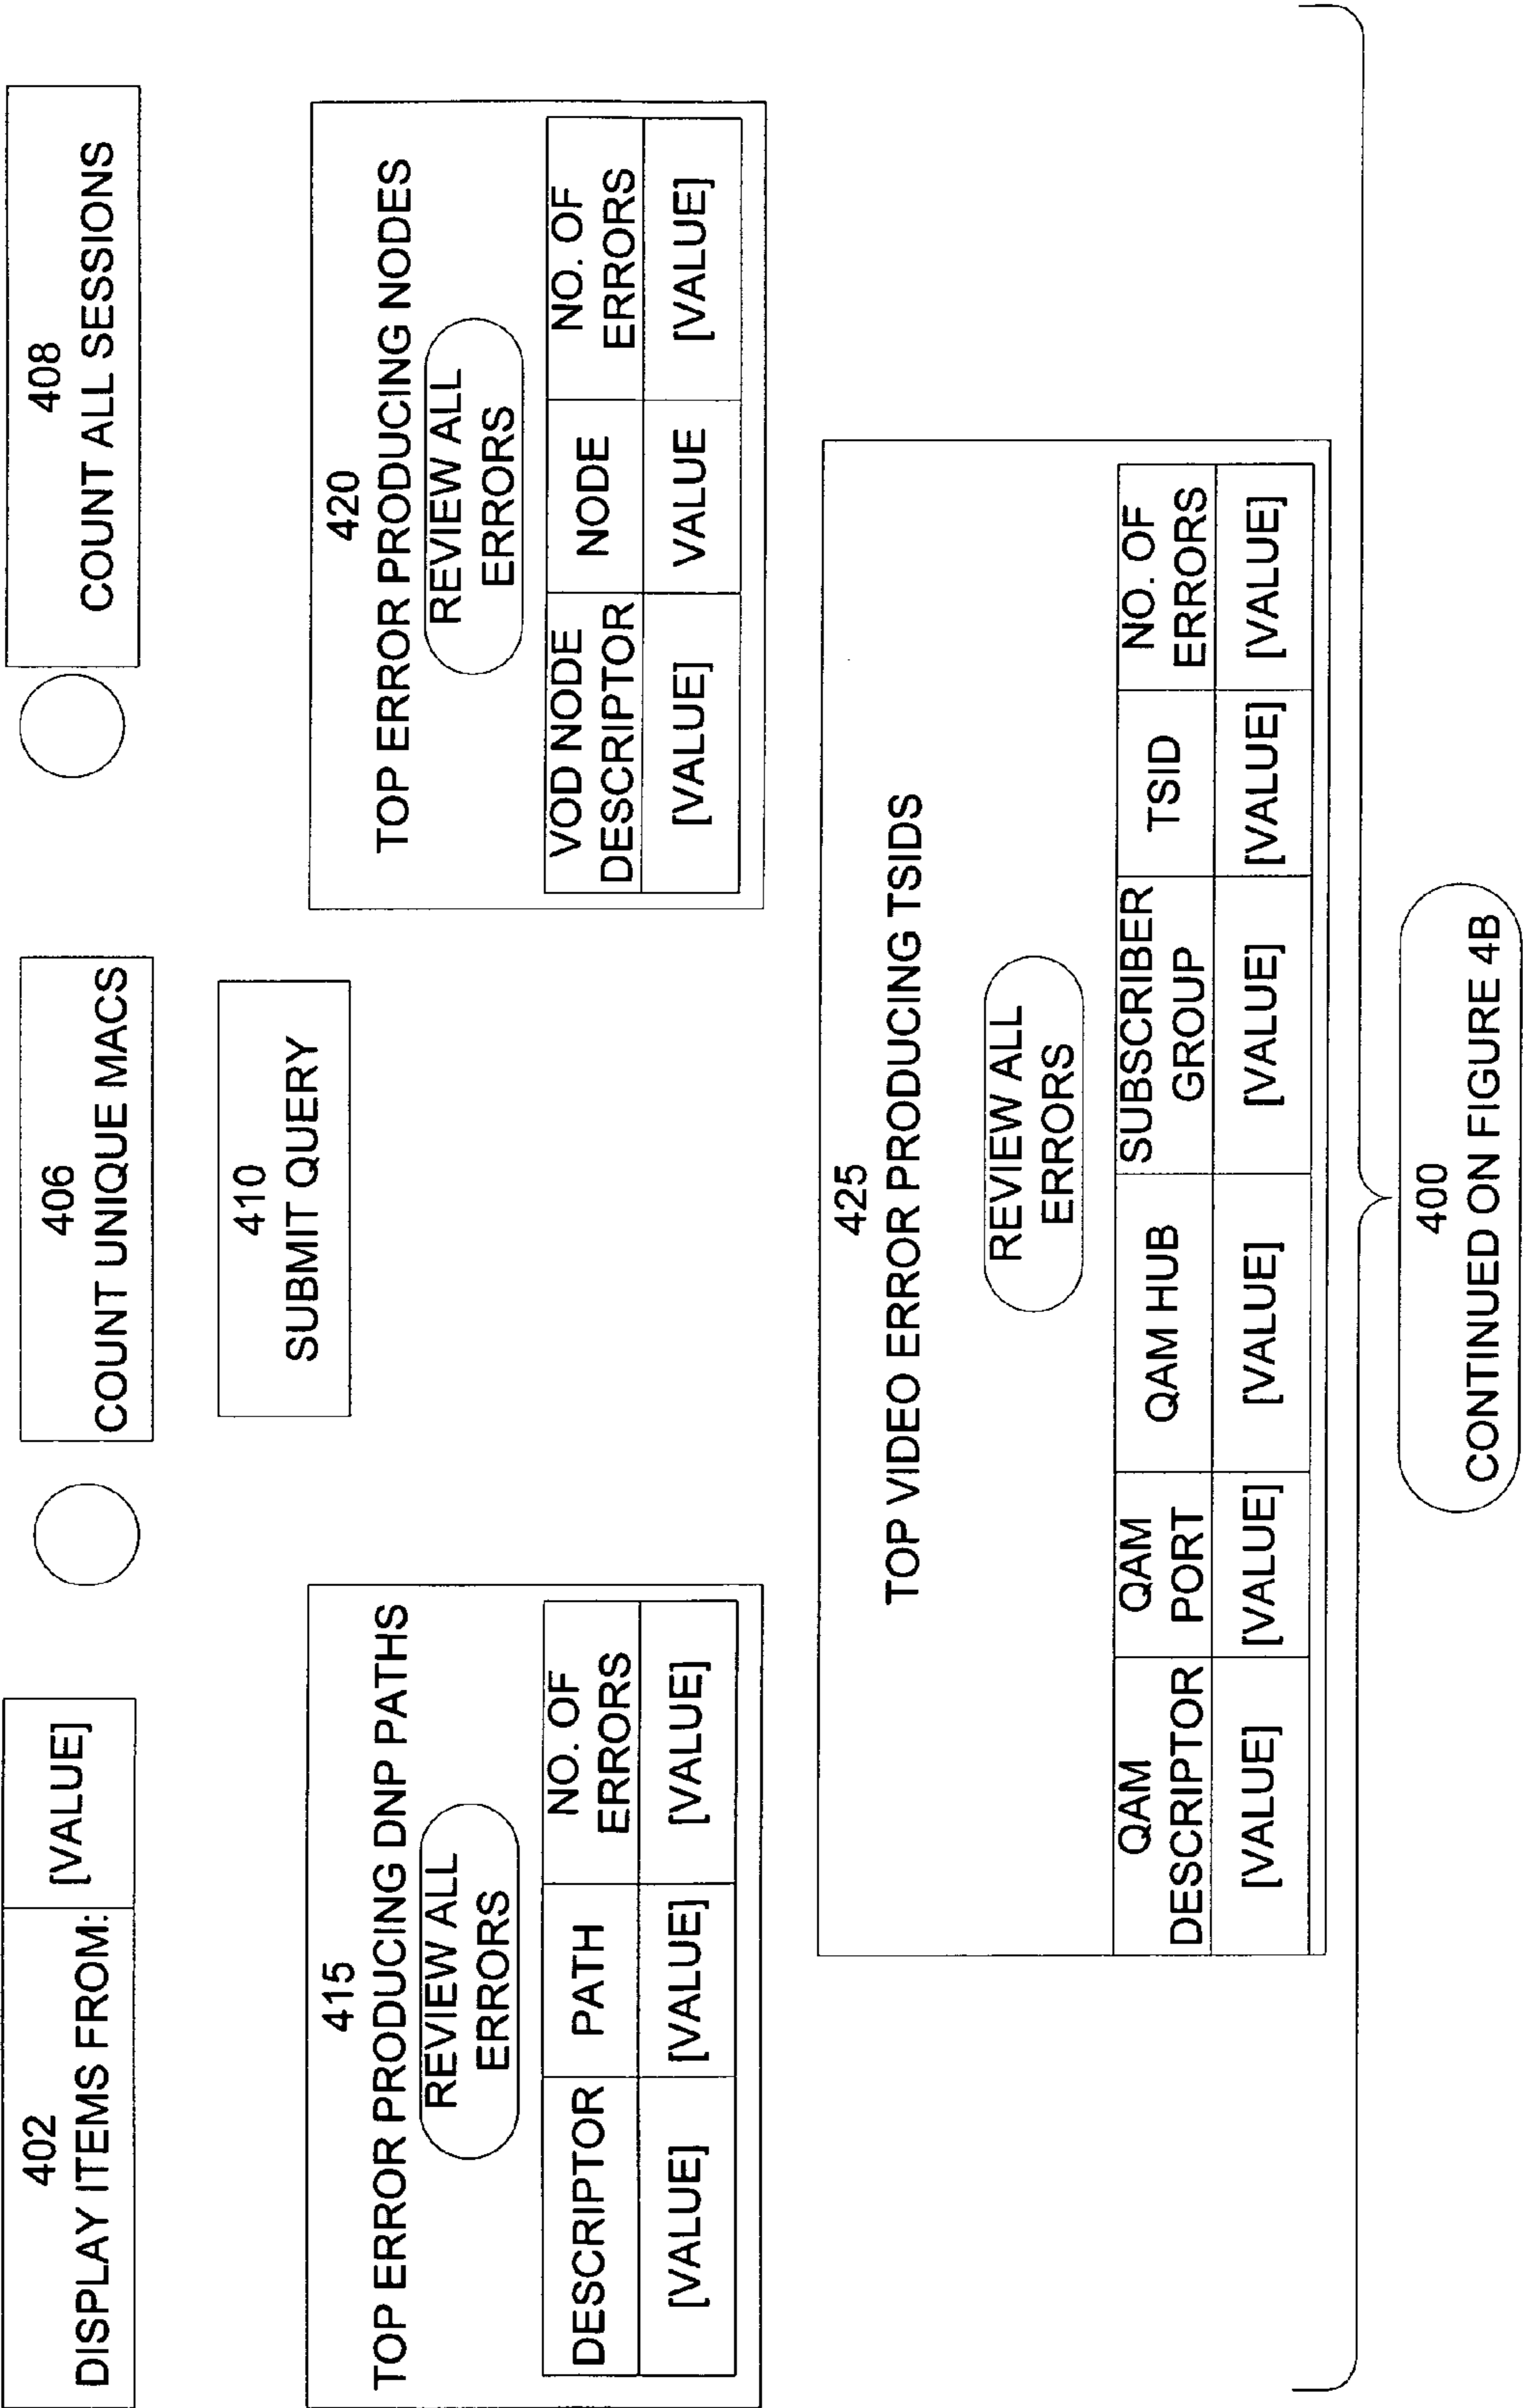 402
DISPLAY ITEMS FROM:
[VALUE]
406
COUNT UNIQUE MACS
408
COUNT ALL SESSIONS
410
SUBMIT QUERY
415
TOP ERROR PRODUCING DNP PATHS
REVIEW ALL
ERRORS
DESCRIPTOR
PATH
NO. OF
ERRORS
[VALUE]
[VALUE]
[VALUE]
420
TOP ERROR PRODUCING NODES
REVIEW ALL
ERRORS
VOD NODE
DESCRIPTOR
NODE
NO. OF
ERRORS
[VALUE]
VALUE
[VALUE]
425
TOP VIDEO ERROR PRODUCING TSIDS
REVIEW ALL
ERRORS
QAM
DESCRIPTOR
QAM
PORT
QAM HUB
SUBSCRIBER
GROUP
TSID
NO. OF
ERRORS
[VALUE]
[VALUE]
[VALUE]
[VALUE]
[VALUE]
[VALUE]
400
CONTINUED ON FIGURE 4B